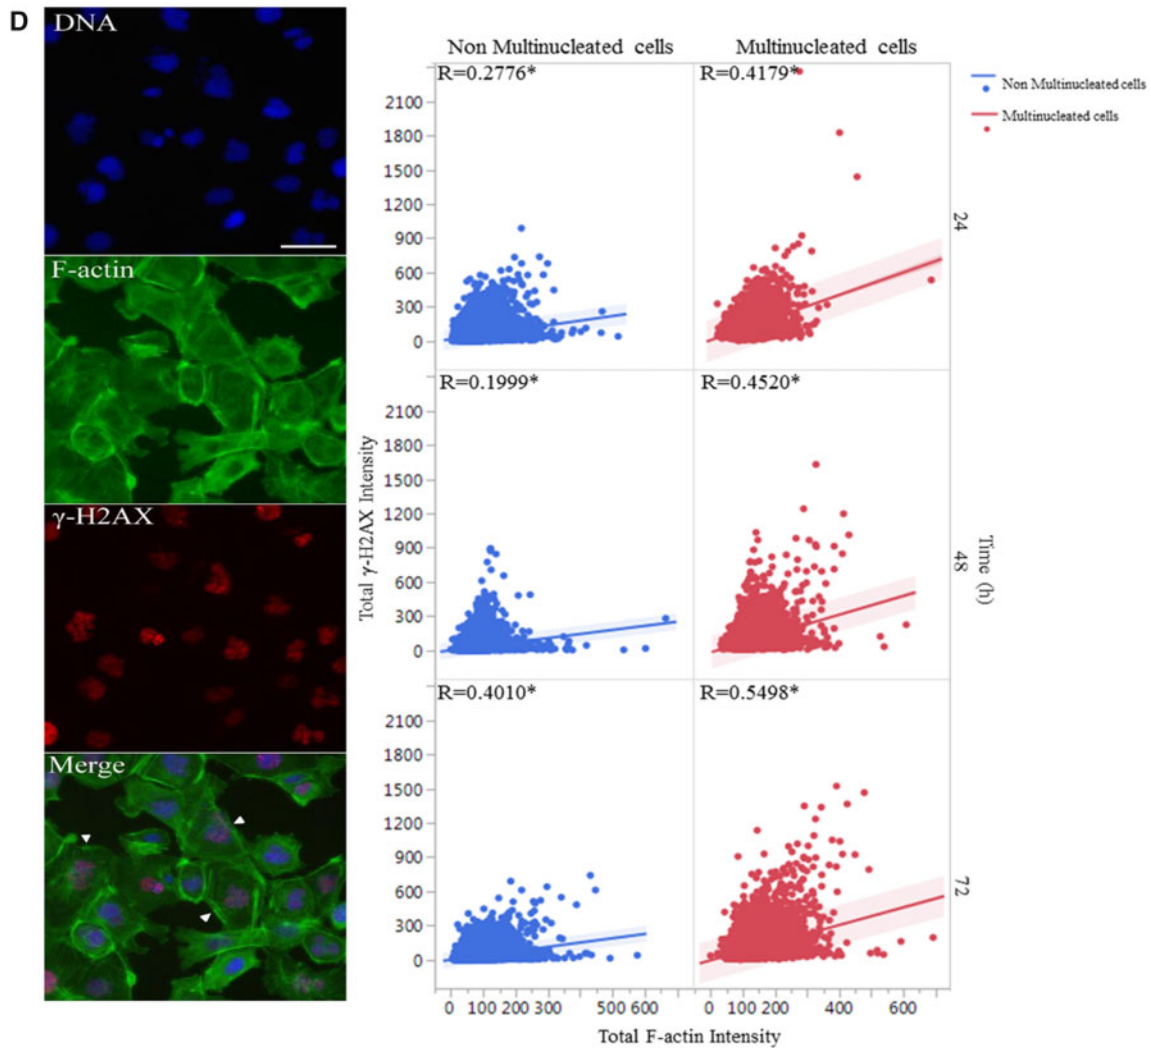 D
DNA
F-actin
γ-H2AX
Merge
Non Multinucleated cells
Multinucleated cells
R=0.2776*
R=0.4179*
2100
1800
1500
1200
900
600
300
0
24
R=0.1999*
R=0.4520*
2100
1800
1500
1200
900
600
300
0
48
R=0.4010*
R=0.5498*
2100
1800
1500
1200
900
600
300
0
72
Total γ-H2AX Intensity
Time (h)
0 100 200 300 500 600
0 100 200 400 600
Total F-actin Intensity
Non Multinucleated cells
Multinucleated cells